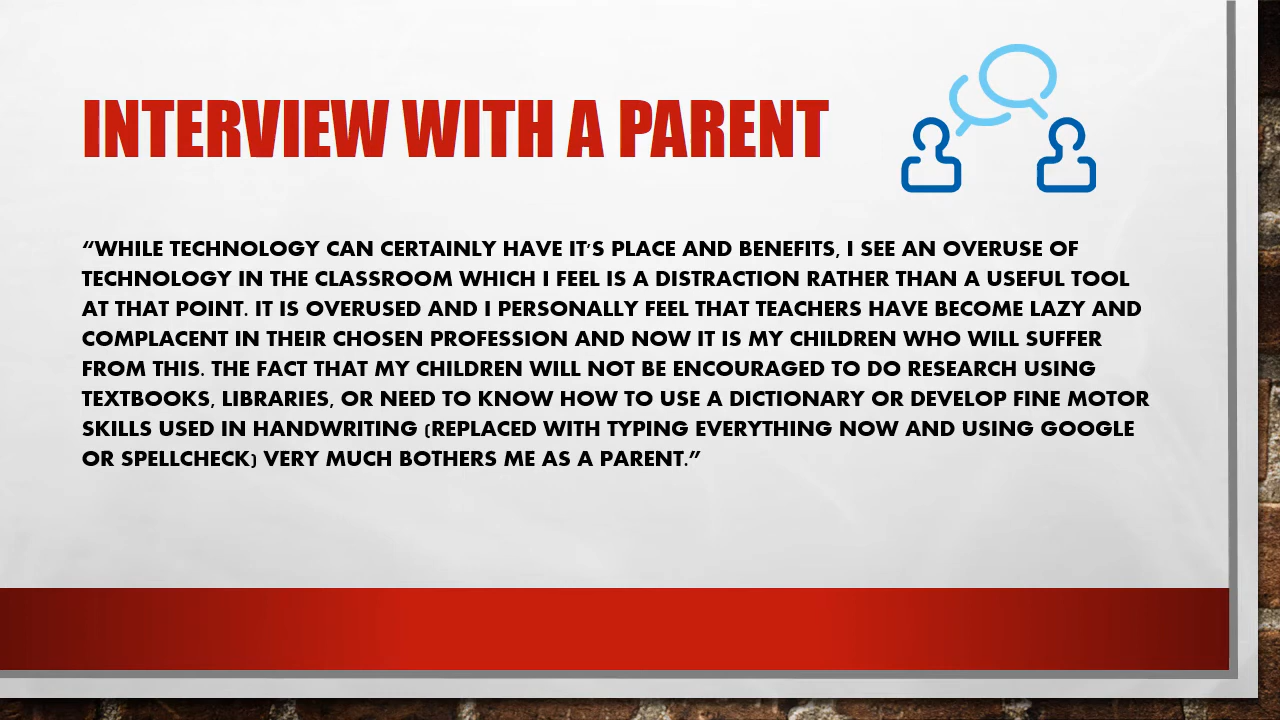 INTERVIEW WITH A PARENT
“WHILE TECHNOLOGY CAN CERTAINLY HAVE IT'S PLACE AND BENEFITS, I SEE AN OVERUSE OF
TECHNOLOGY IN THE CLASSROOM WHICH I FEEL IS A DISTRACTION RATHER THAN A USEFUL TOOL
AT THAT POINT. IT IS OVERUSED AND I PERSONALLY FEEL THAT TEACHERS HAVE BECOME LAZY AND
COMPLACENT IN THEIR CHOSEN PROFESSION AND NOW IT IS MY CHILDREN WHO WILL SUFFER
FROM THIS. THE FACT THAT MY CHILDREN WILL NOT BE ENCOURAGED TO DO RESEARCH USING
TEXTBOOKS, LIBRARIES, OR NEED TO KNOW HOW TO USE A DICTIONARY OR DEVELOP FINE MOTOR
SKILLS USED IN HANDWRITING (REPLACED WITH TYPING EVERYTHING NOW AND USING GOOGLE
OR SPELLCHECK) VERY MUCH BOTHERS ME AS A PARENT.”